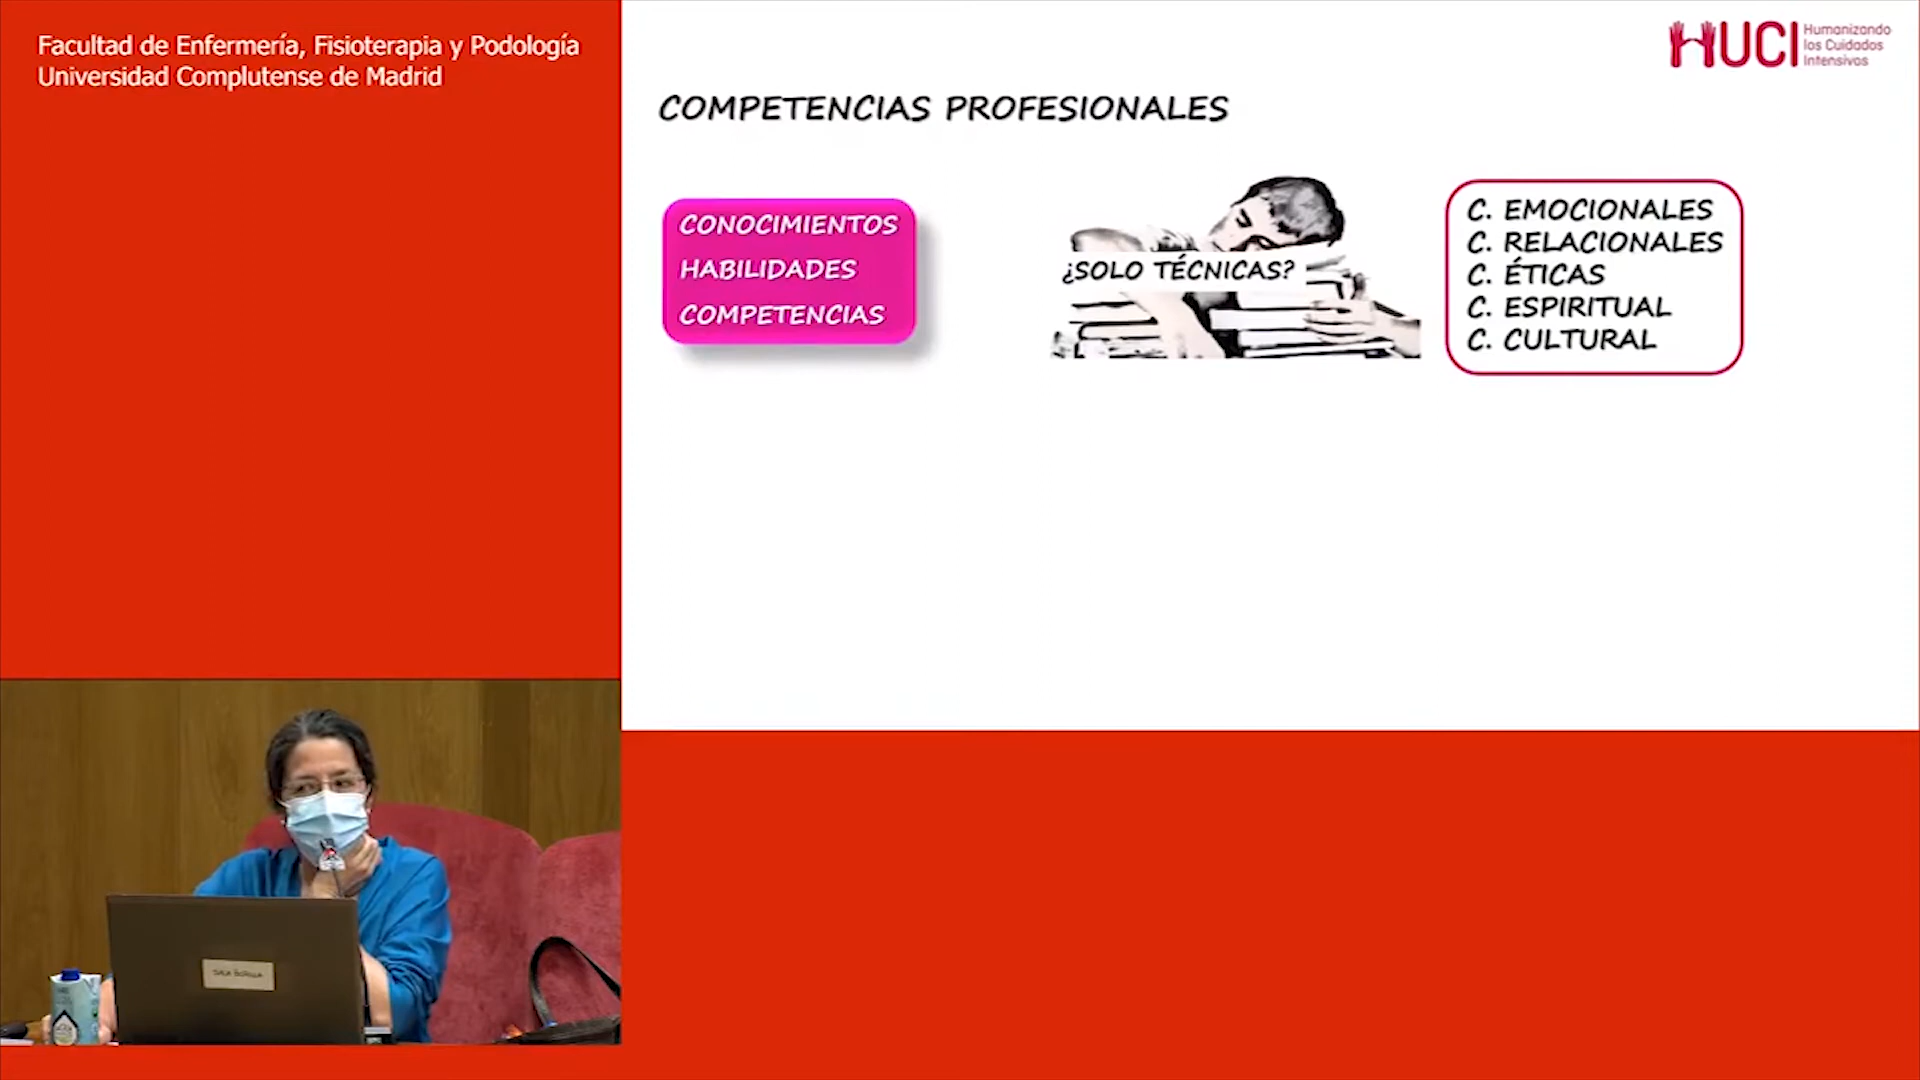 Facultad de Enfermería, Fisioterapia y Podología
Universidad Complutense de Madrid
HUCI
Humanizando
los Cuidados
Intensivos
COMPETENCIAS PROFESIONALES
CONOCIMIENTOS
HABILIDADES
COMPETENCIAS
¿SOLO TÉCNICAS?
C. EMOCIONALES
C. RELACIONALES
C. ÉTICAS
C. ESPIRITUAL
C. CULTURAL